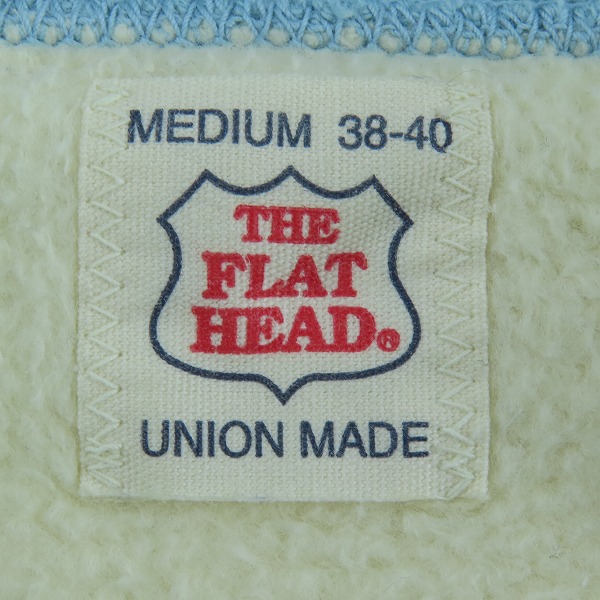 MEDIUM 38-40
THE
FLAT
HEAD®
UNION MADE